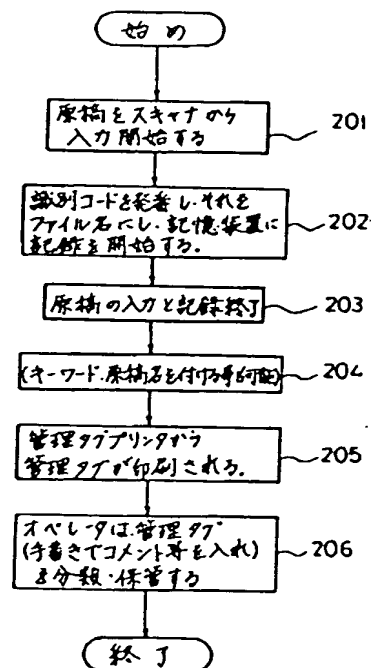 始め
原稿をスキャナから
入力開始する
201
識別コードを発番し、それを
ファイル名にし、記憶装置に
記録を開始する。
202
原稿の入力と記録終了
203
(キーワード、原稿名を付ける事可能)
204
管理タブプリンタから
管理タブが印刷される。
205
オペレータは管理タブ
(手書きでコメント等を入れ)
を分類・保管する
206
終了